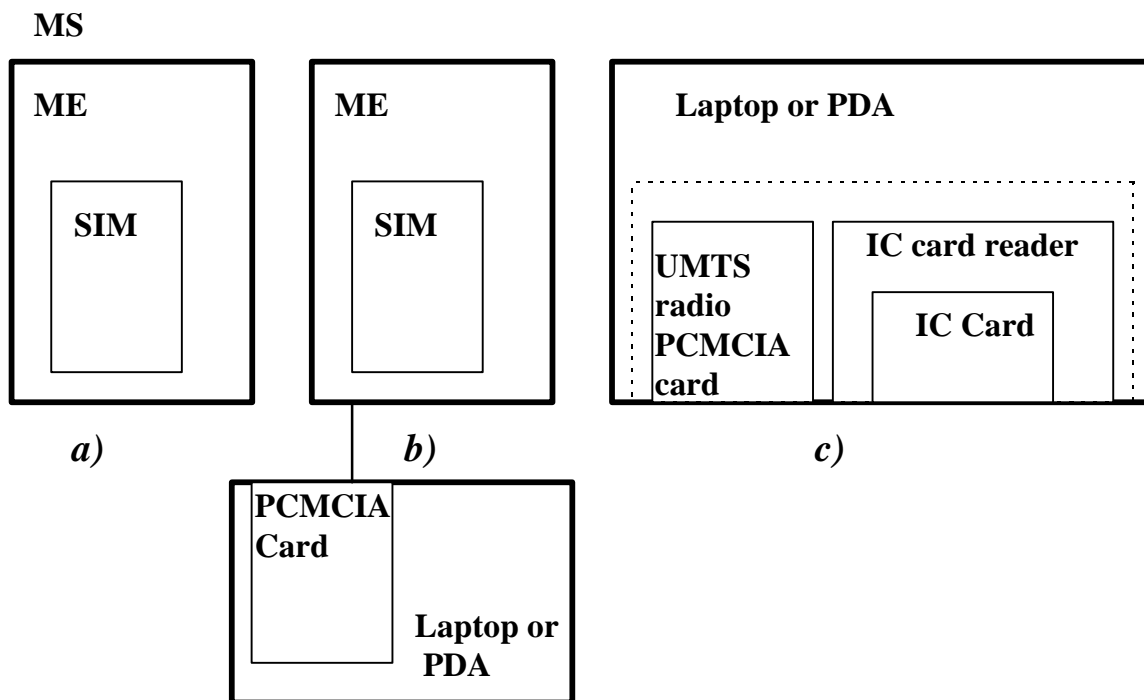 MS
ME
SIM
a)
ME
SIM
b)
PCMCIA
Card
Laptop or
PDA
Laptop or PDA
UMTS
radio
PCMCIA
card
IC card reader
IC Card
c)